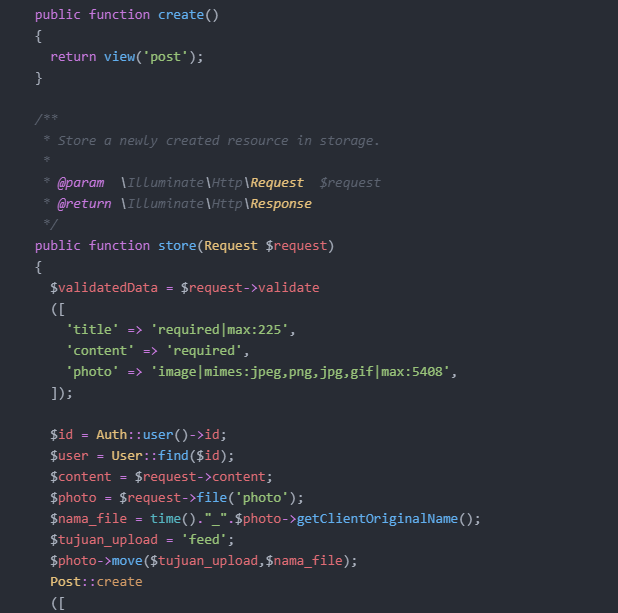 public function create()
{
  return view('post');
}

/**
 * Store a newly created resource in storage.
 *
 * @param  \Illuminate\Http\Request  $request
 * @return \Illuminate\Http\Response
 */
public function store(Request $request)
{
  $validatedData = $request->validate
  ([
    'title' => 'required|max:225',
    'content' => 'required',
    'photo' => 'image|mimes:jpeg,png,jpg,gif|max:5408',
  ]);

  $id = Auth::user()->id;
  $user = User::find($id);
  $content = $request->content;
  $photo = $request->file('photo');
  $nama_file = time()."_".$photo->getClientOriginalName();
  $tujuan_upload = 'feed';
  $photo->move($tujuan_upload,$nama_file);
  Post::create
  ([